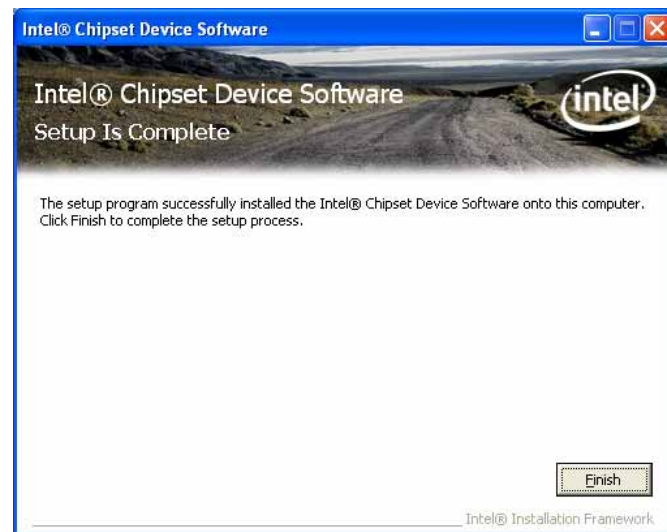 Intel® Chipset Device Software
Intel® Chipset Device Software
Setup Is Complete
intel
The setup program successfully installed the Intel® Chipset Device Software onto this computer.
Click Finish to complete the setup process.
Finish
Intel® Installation Framework